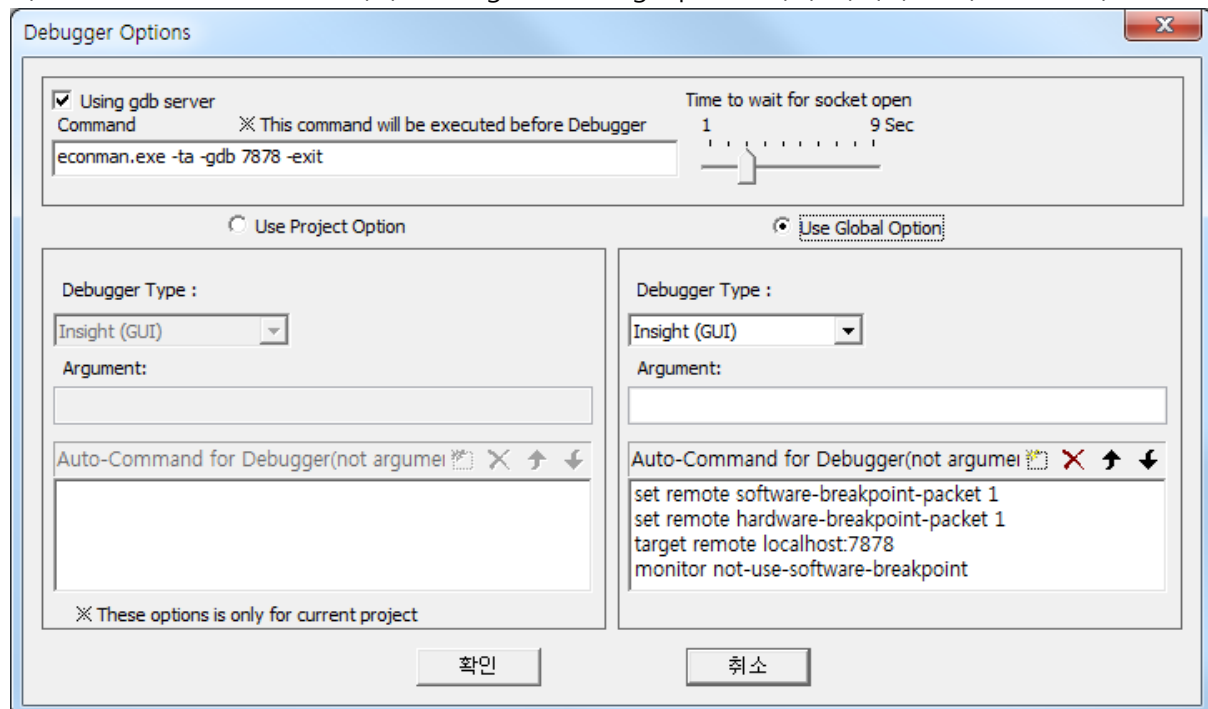 Debugger Options
Using gdb server
Time to wait for socket open
Command ※ This command will be executed before Debugger
1 9 Sec
econman.exe -ta -gdb 7878 -exit
Use Project Option
Use Global Option
Debugger Type :
Insight (GUI)
Argument:
Auto-Command for Debugger(not argumei
※ These options is only for current project
Debugger Type :
Insight (GUI)
Argument:
Auto-Command for Debugger(not argumei
set remote software-breakpoint-packet 1
set remote hardware-breakpoint-packet 1
target remote localhost:7878
monitor not-use-software-breakpoint
확인
취소